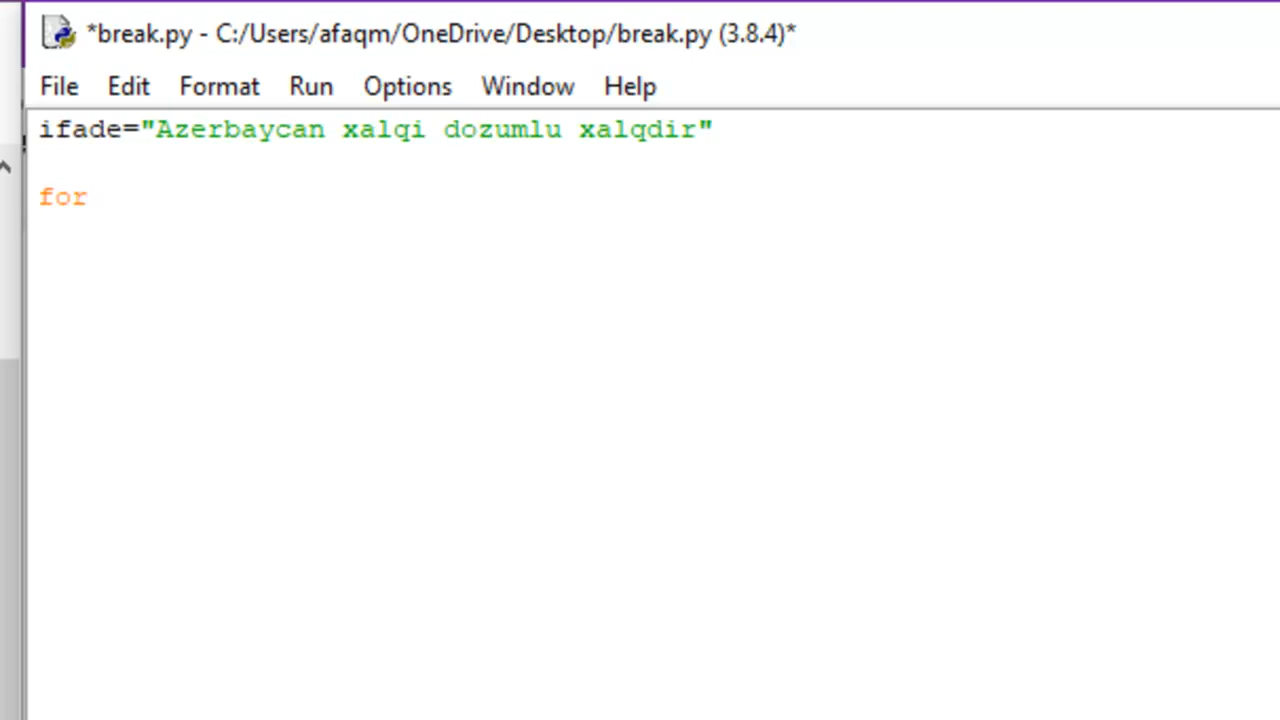 *break.py - C:/Users/afaqm/OneDrive/Desktop/break.py (3.8.4)*
File Edit Format Run Options Window Help
ifade="Azerbaycan xalqi dozumlu xalqdir"
for